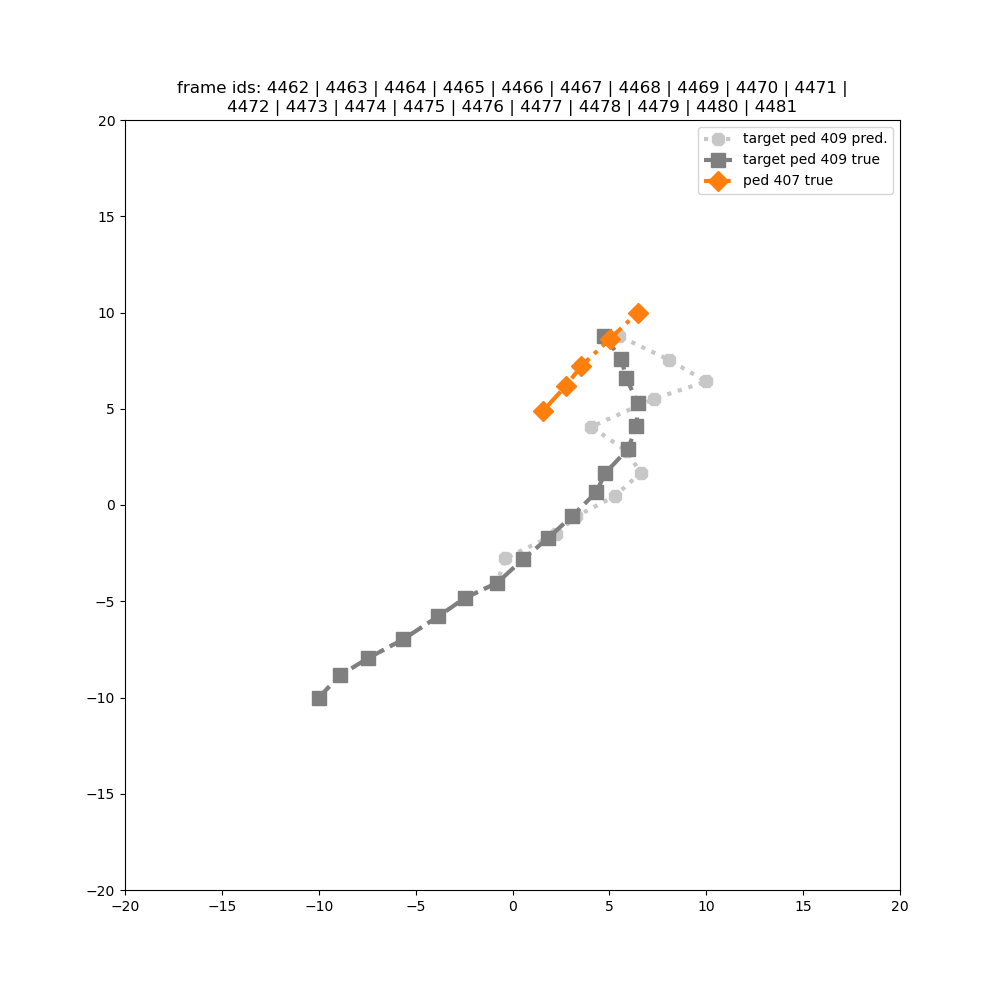 frame ids: 4462 | 4463 | 4464 | 4465 | 4466 | 4467 | 4468 | 4469 | 4470 | 4471 |
4472 | 4473 | 4474 | 4475 | 4476 | 4477 | 4478 | 4479 | 4480 | 4481
target ped 409 pred.
target ped 409 true
ped 407 true
20
15
10
5
0
−5
−10
−15
−20
−20 −15 −10 −5 0 5 10 15 20